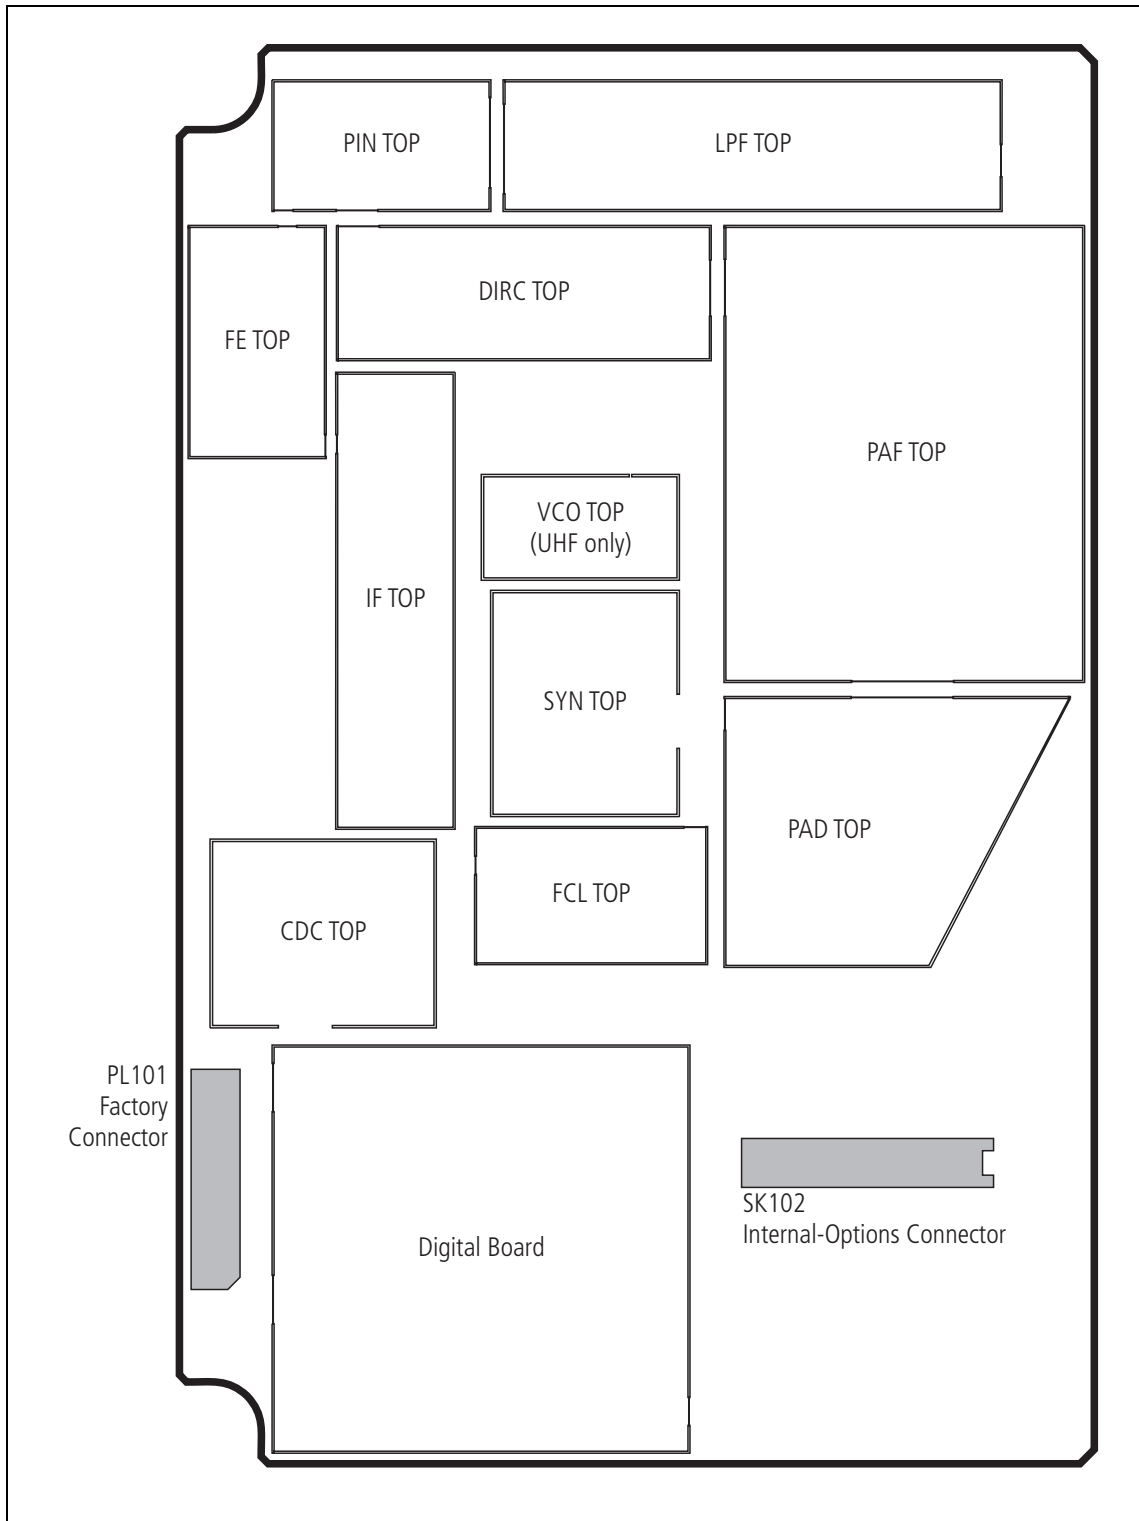 PIN TOP
LPF TOP
DIRC TOP
FE TOP
PAF TOP
VCO TOP
(UHF only)
IF TOP
SYN TOP
PAD TOP
FCL TOP
CDC TOP
PL101
Factory
Connector
SK102
Internal-Options Connector
Digital Board